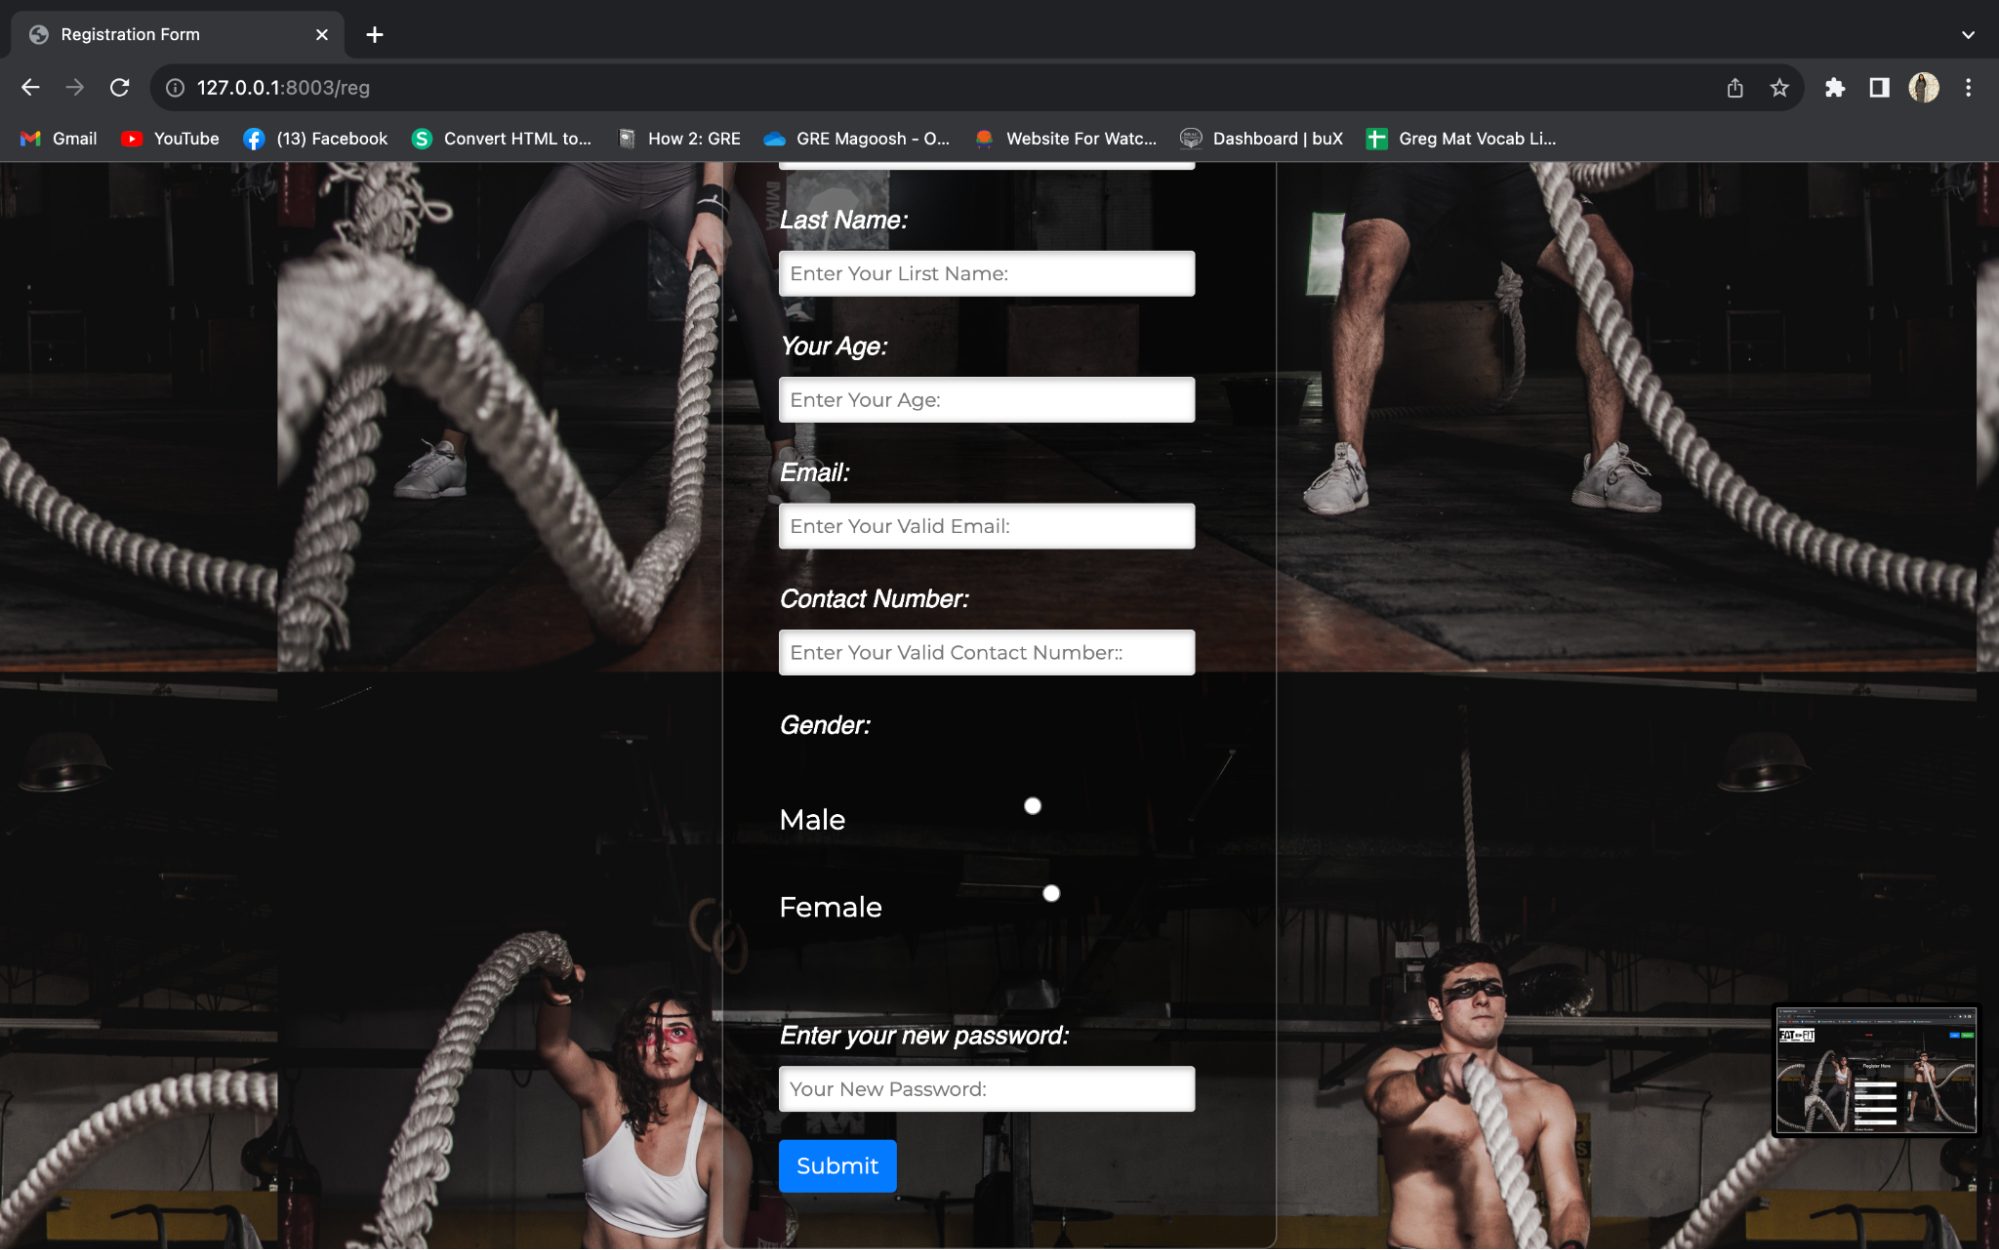 Registration Form
127.0.0.1:8003/reg
Gmail YouTube (13) Facebook Convert HTML to... How 2: GRE GRE Magoosh - O... Website For Watc... Dashboard | buX Greg Mat Vocab Li...
MMA
Last Name:
Enter Your Lirst Name:
Your Age:
Enter Your Age:
Email:
Enter Your Valid Email:
Contact Number:
Enter Your Valid Contact Number::
Gender:
Male
Female
Enter your new password:
Your New Password:
Submit
Register Here